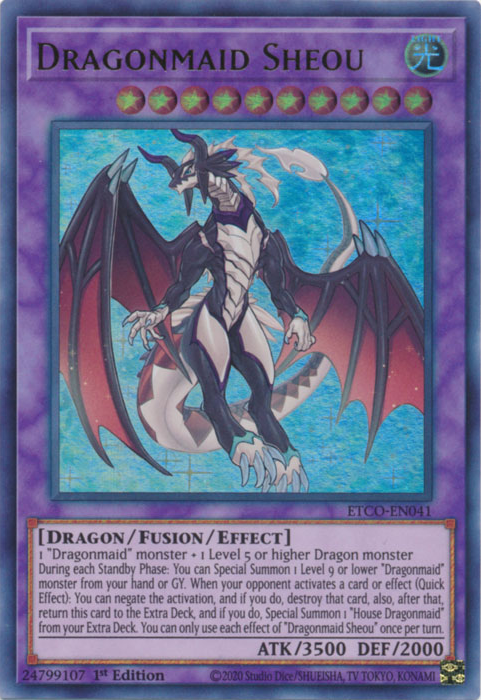 DRAGONMAID SHEOU
LIGHT
光
ETCO-EN041
[DRAGON/FUSION/EFFECT]
1 "Dragonmaid" monster + 1 Level 5 or higher Dragon monster
During each Standby Phase: You can Special Summon 1 Level 9 or lower "Dragonmaid"
monster from your hand or GY. When your opponent activates a card or effect (Quick
Effect): You can negate the activation, and if you do, destroy that card, also, after that,
return this card to the Extra Deck, and if you do, Special Summon 1 "House Dragonmaid"
from your Extra Deck. You can only use each effect of "Dragonmaid Sheou" once per turn.
ATK/3500 DEF/2000
24799107 1st Edition ©2020 Studio Dice/SHUEISHA, TV TOKYO, KONAMI